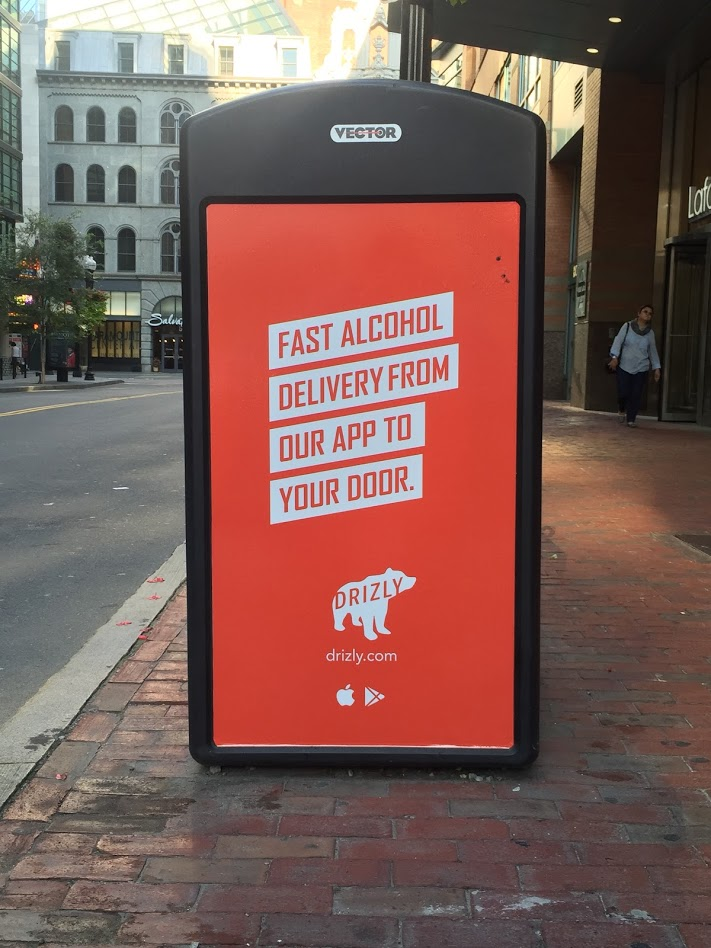 VECTOR
FAST ALCOHOL
DELIVERY FROM
OUR APP TO
YOUR DOOR.
DRIZLY
drizly.com